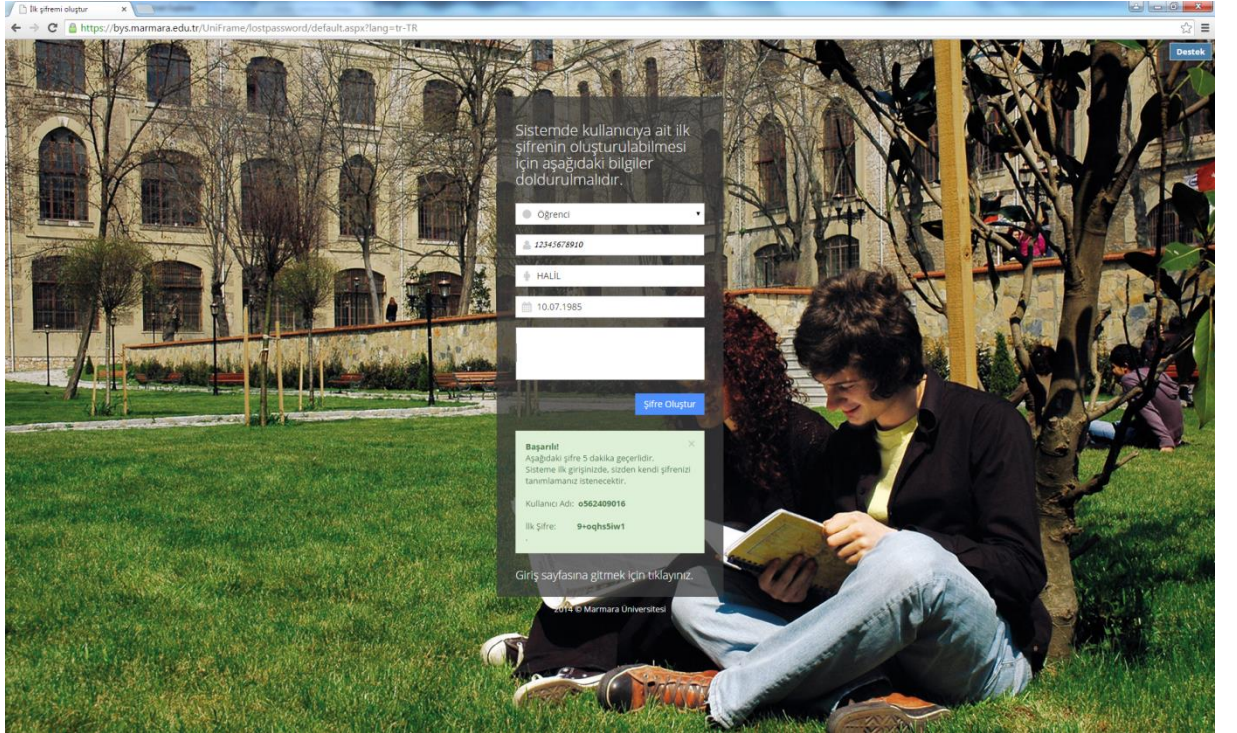 İlk şifremi oluştur
https://bys.marmara.edu.tr/UniFrame/lostpassword/default.aspx?lang=tr-TR
Destek
Sistemde kullanıcıya ait ilk
şifrenin oluşturulabilmesi
için aşağıdaki bilgiler
doldurulmalıdır.
Öğrenci
12345678910
HALİL
10.07.1985
Şifre Oluştur
Başarılı!
Aşağıdaki şifre 5 dakika geçerlidir.
Sisteme ilk girişinizde, sizden kendi şifrenizi
tanımlamanız istenecektir.
Kullanıcı Adı: o562409016
İlk Şifre: 9+oqhs5iw1
.
Giriş sayfasına gitmek için tıklayınız.
2014 © Marmara Üniversitesi